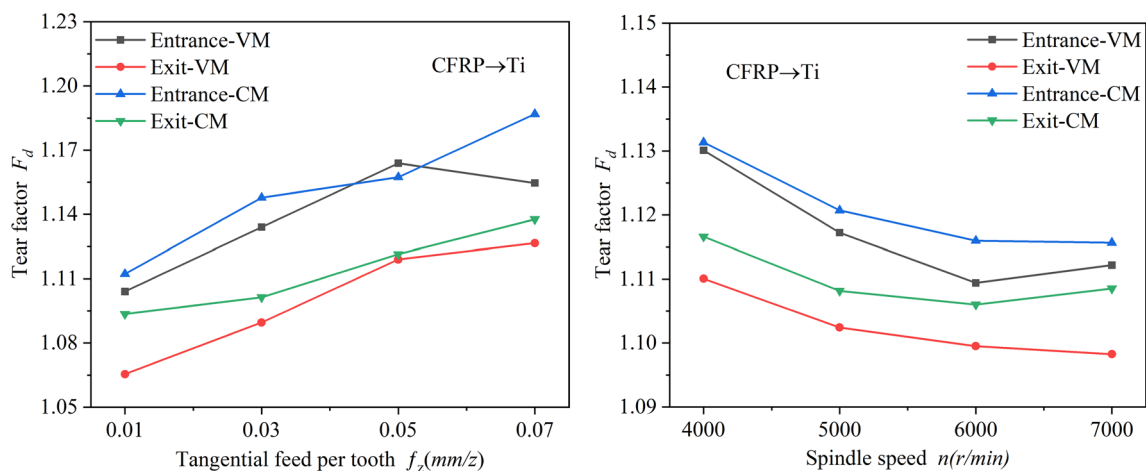 1.23
1.20
1.17
1.14
1.11
1.08
1.05
Tear factor F_d
Entrance-VM
Exit-VM
Entrance-CM
Exit-CM
CFRP→Ti
0.01 0.03 0.05 0.07
Tangential feed per tooth f_z(mm/z)
1.15
1.14
1.13
1.12
1.11
1.10
1.09
Tear factor F_d
CFRP→Ti
Entrance-VM
Exit-VM
Entrance-CM
Exit-CM
4000 5000 6000 7000
Spindle speed n(r/min)